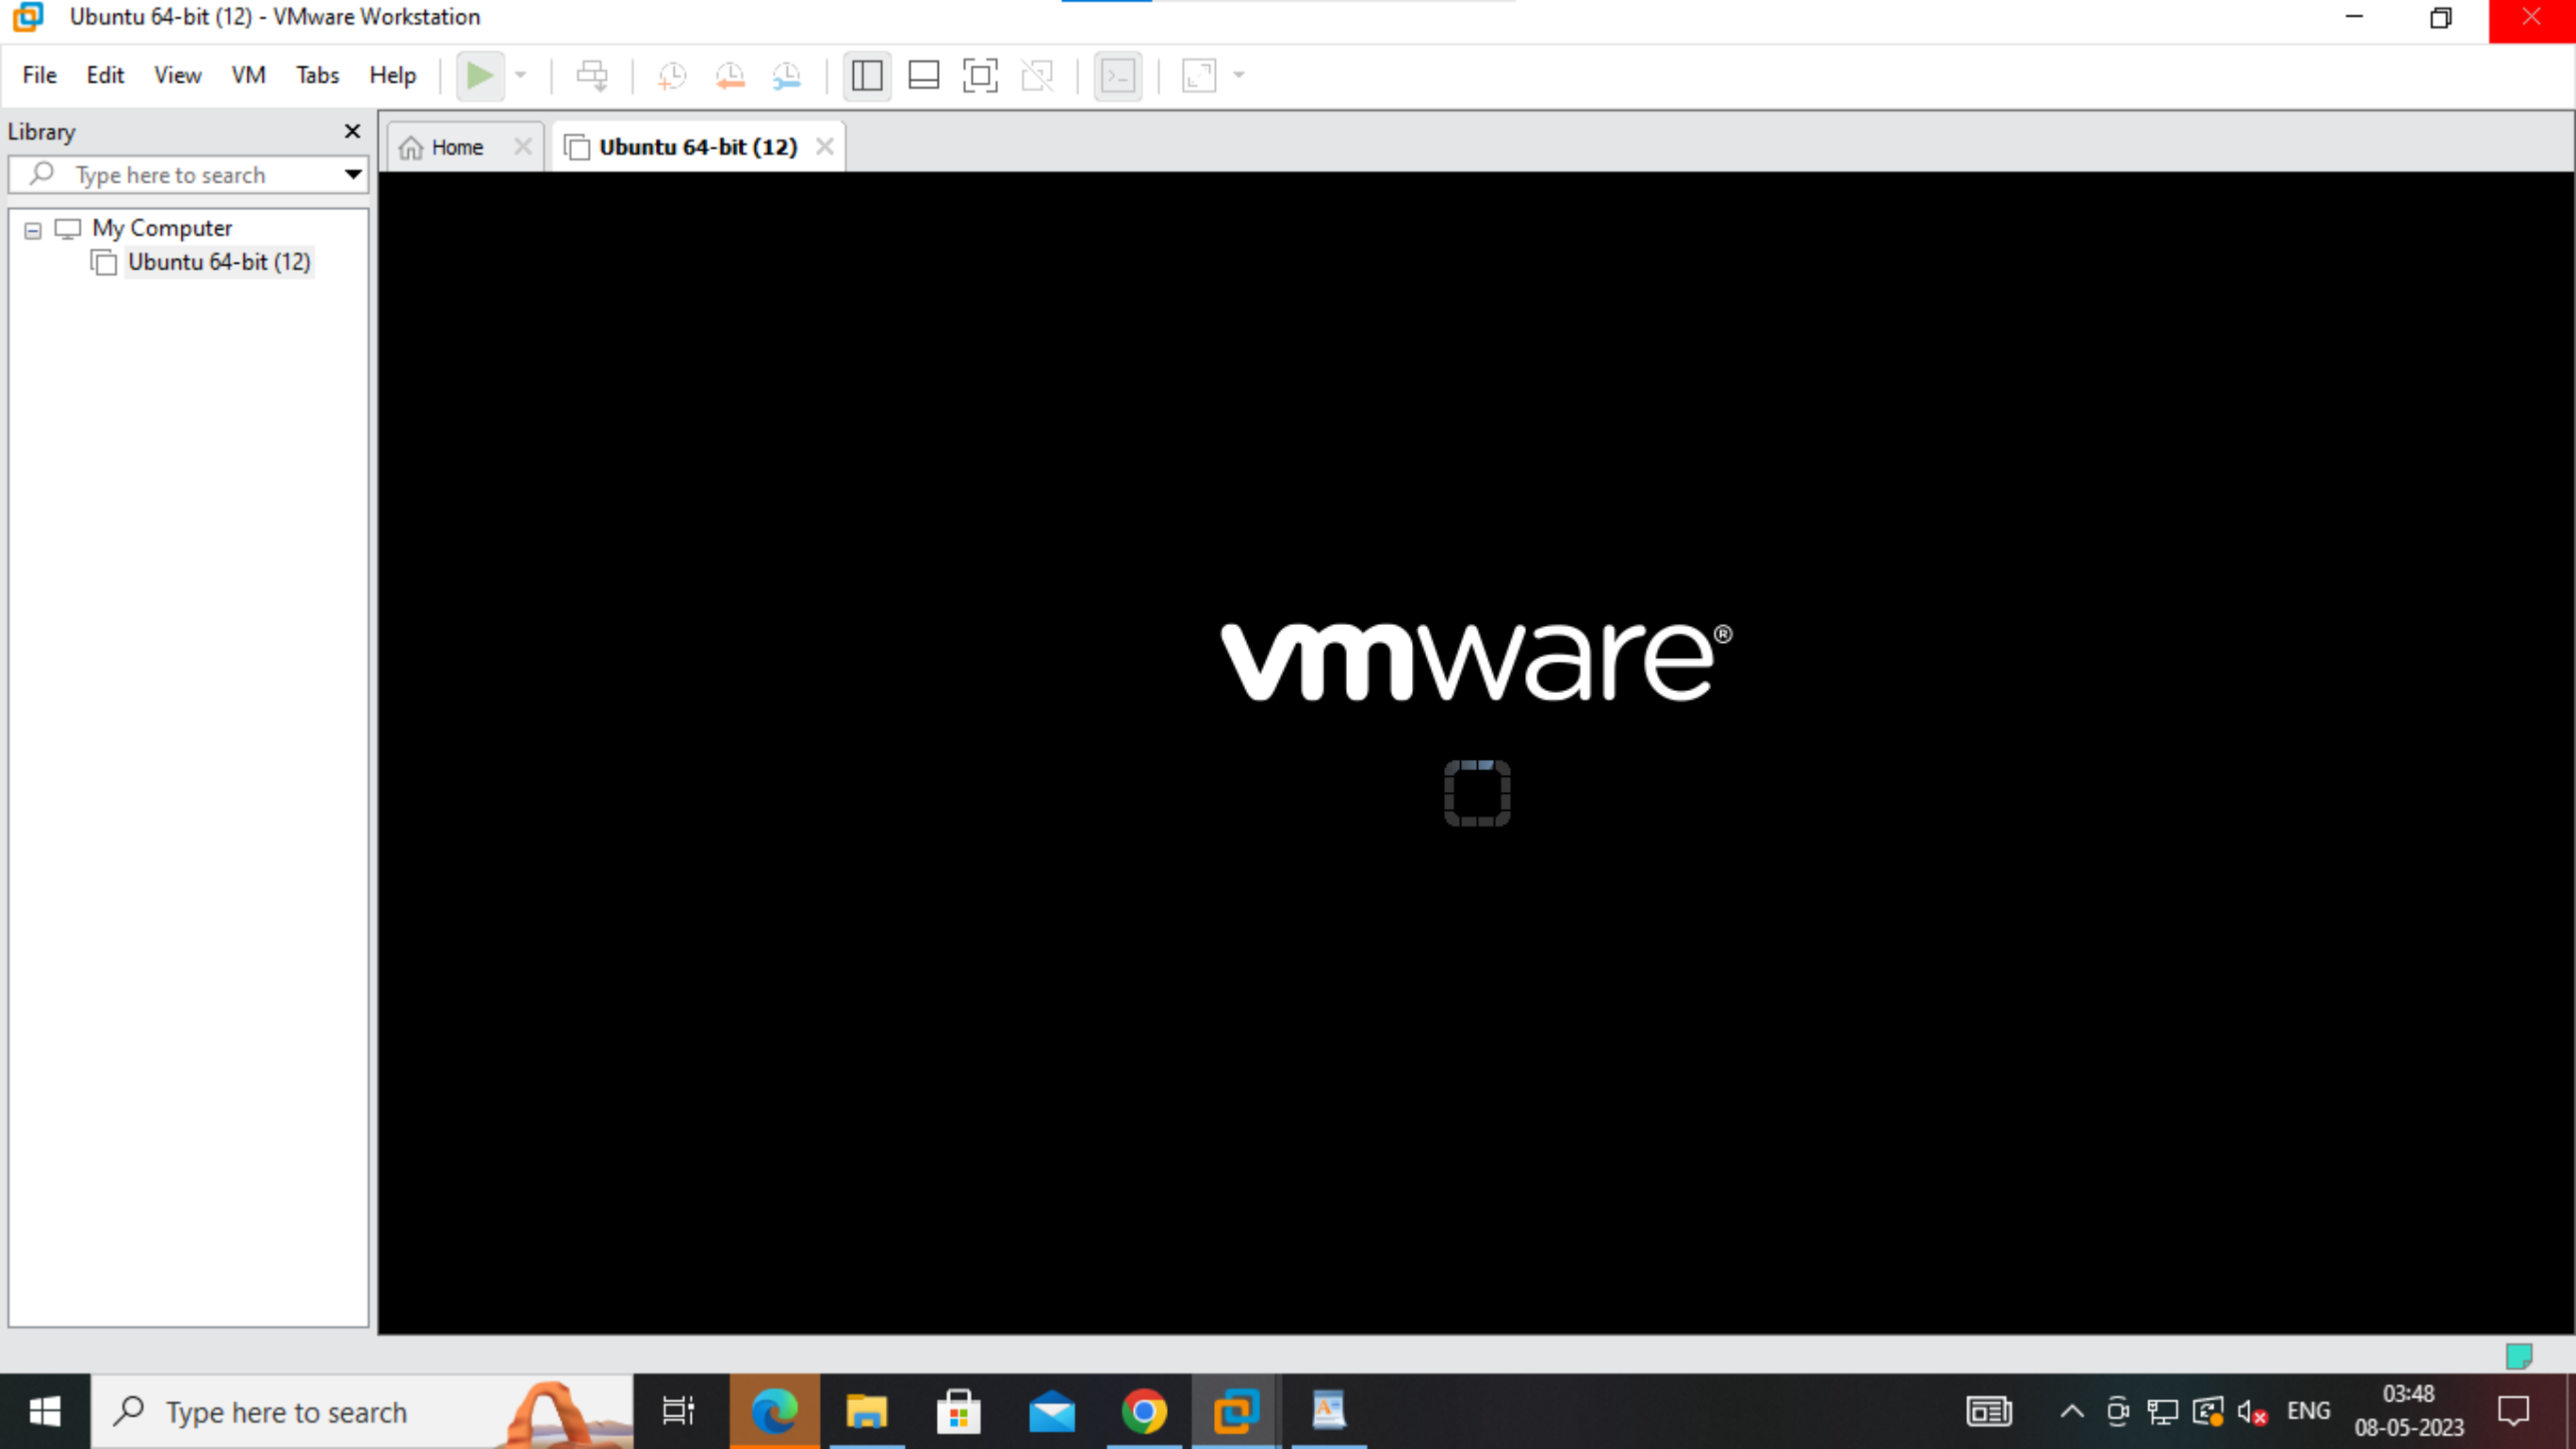 Ubuntu 64-bit (12) - VMware Workstation
File Edit View VM Tabs Help
Library
Type here to search
My Computer
Ubuntu 64-bit (12)
Home
Ubuntu 64-bit (12)
vmware®
Type here to search
ENG
03:48
08-05-2023